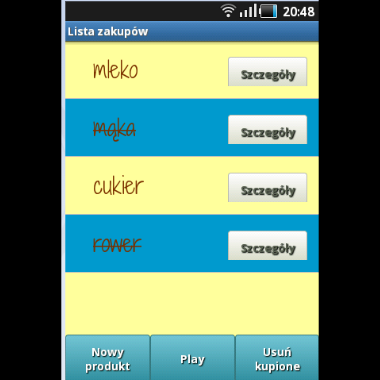 20:48
Lista zakupów
mleko Szczegóły
mąka Szczegóły
cukier Szczegóły
rower Szczegóły
Nowy produkt Play Usuń kupione